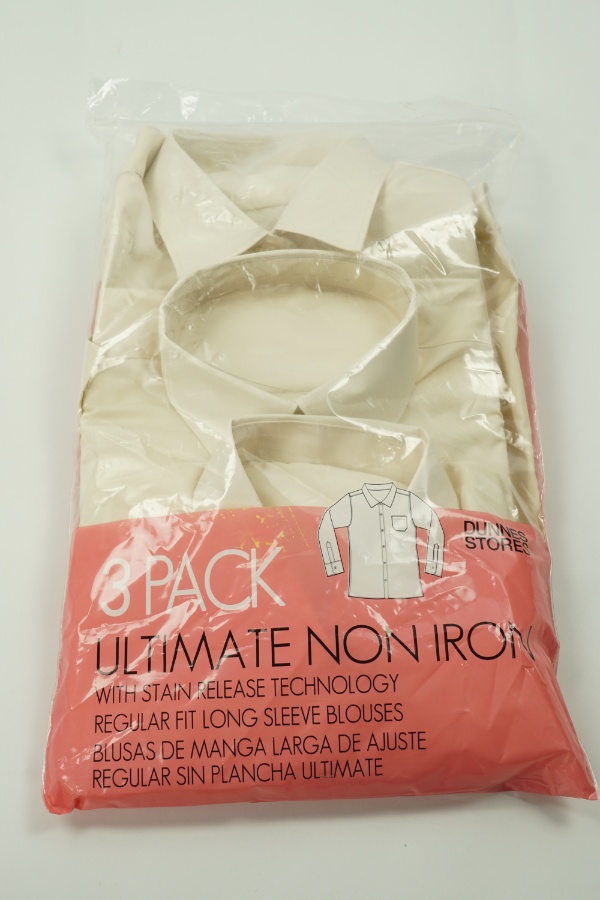 DUNNES
STORES
3 PACK
ULTIMATE NON IRON
WITH STAIN RELEASE TECHNOLOGY
REGULAR FIT LONG SLEEVE BLOUSES
BLUSAS DE MANGA LARGA DE AJUSTE
REGULAR SIN PLANCHA ULTIMATE